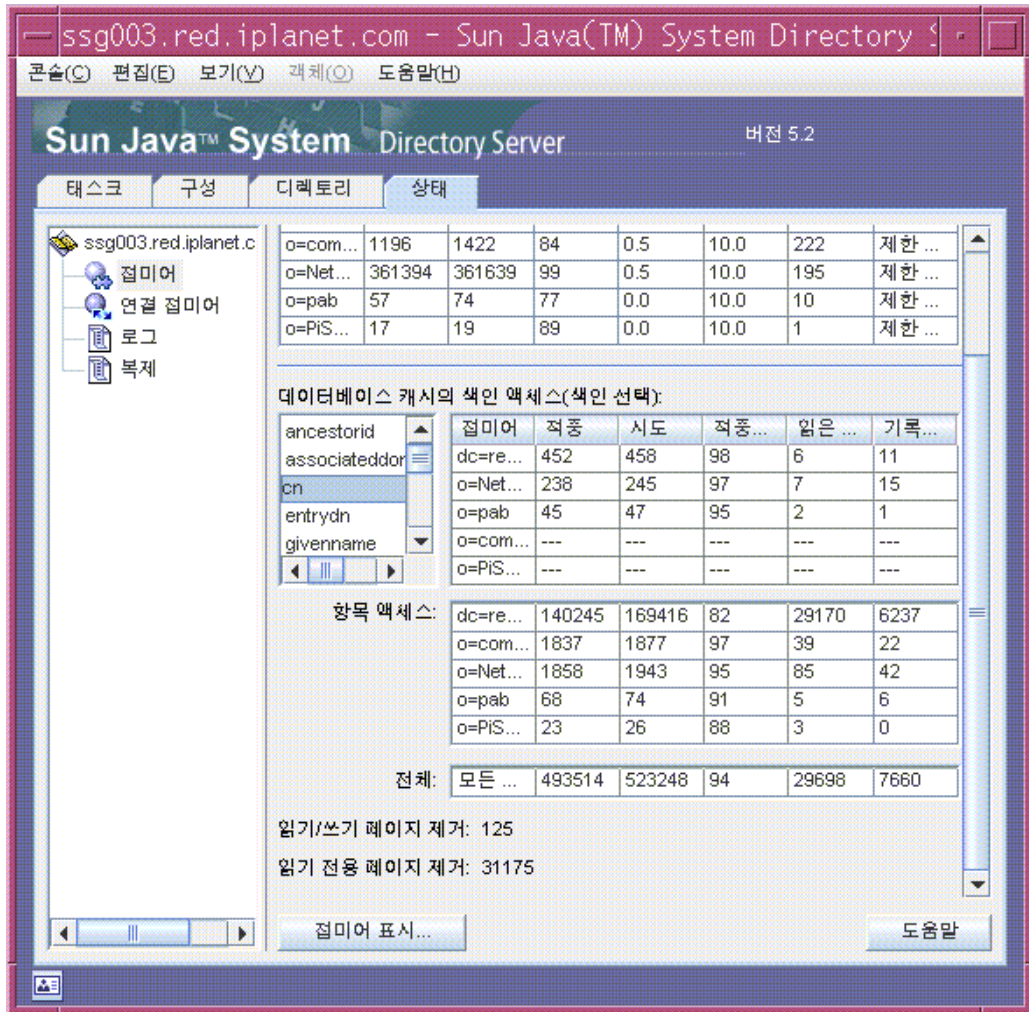 ssg003.red.iplanet.com - Sun Java(TM) System Directory
콘솔(C) 편집(E) 보기(V) 객체(O) 도움말(H)
Sun Java™ System Directory Server 버전 5.2
태스크 구성 디렉토리 상태
ssg003.red.iplanet.c
접미어
연결 접미어
로그
복제
o=com... 1196 1422 84 0.5 10.0 222 제한 ...
o=Net... 361394 361639 99 0.5 10.0 195 제한 ...
o=pab 57 74 77 0.0 10.0 10 제한 ...
o=PiS... 17 19 89 0.0 10.0 1 제한 ...
데이터베이스 캐시의 색인 액세스(색인 선택):
ancestorid
associateddor
cn
entrydn
givenname
접미어 적중 시도 적중... 읽은 ... 기록...
dc=re... 452 458 98 6 11
o=Net... 238 245 97 7 15
o=pab 45 47 95 2 1
o=com... --- --- --- --- ---
o=PiS... --- --- --- --- ---
항목 액세스:
dc=re... 140245 169416 82 29170 6237
o=com... 1837 1877 97 39 22
o=Net... 1858 1943 95 85 42
o=pab 68 74 91 5 6
o=PiS... 23 26 88 3 0
전체: 모든 ... 493514 523248 94 29698 7660
읽기/쓰기 페이지 제거: 125
읽기 전용 페이지 제거: 31175
접미어 표시... 도움말